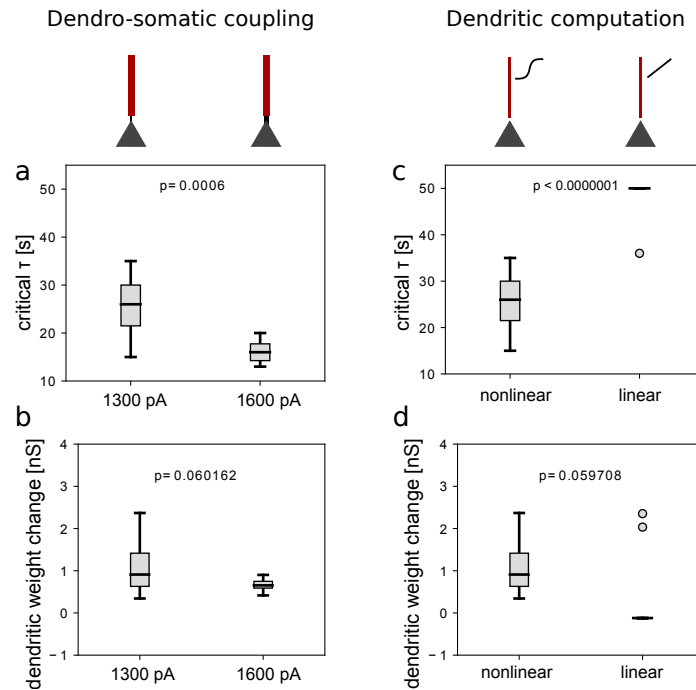 Dendro-somatic coupling
Dendritic computation
a
p= 0.0006
critical τ [s]
50
40
30
20
10
1300 pA
1600 pA
c
p < 0.0000001
critical τ [s]
50
40
30
20
10
nonlinear
linear
b
p= 0.060162
dendritic weight change [nS]
4
3
2
1
0
− 1
1300 pA
1600 pA
d
p= 0.059708
dendritic weight change [nS]
4
3
2
1
0
− 1
nonlinear
linear